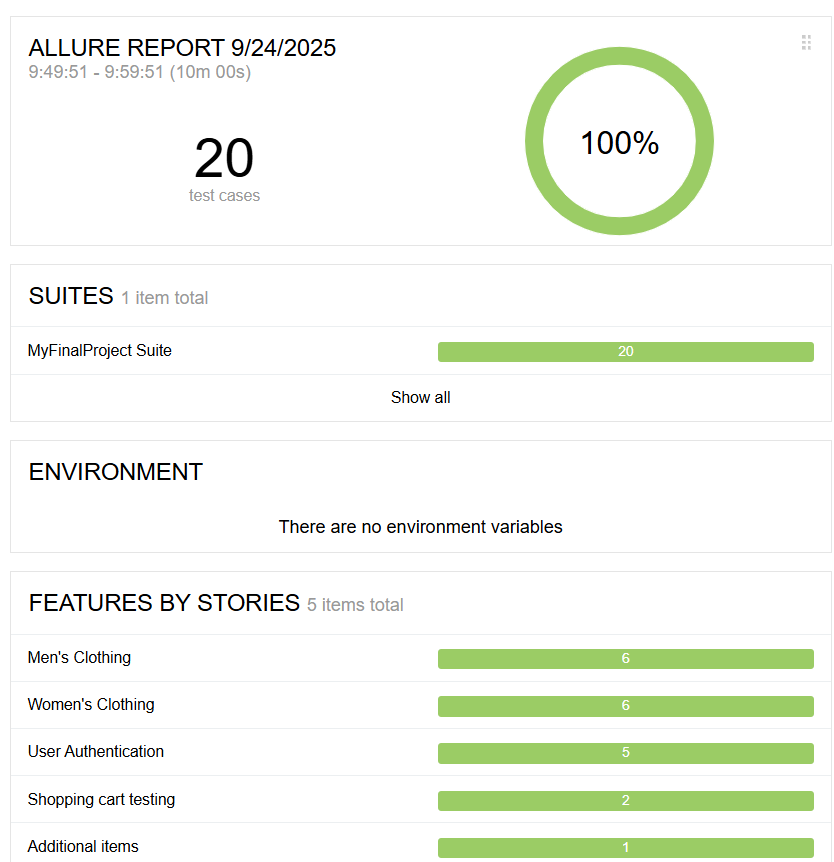 ALLURE REPORT 9/24/2025
9:49:51 - 9:59:51 (10m 00s)
20
test cases
100%
SUITES 1 item total
MyFinalProject Suite 20
Show all
ENVIRONMENT
There are no environment variables
FEATURES BY STORIES 5 items total
Men's Clothing 6
Women's Clothing 6
User Authentication 5
Shopping cart testing 2
Additional items 1